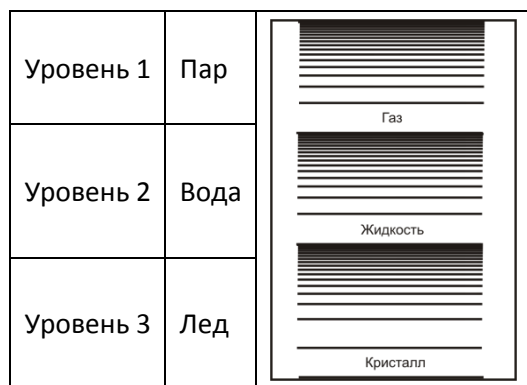 Уровень 1 Пар
Газ
Уровень 2 Вода
Жидкость
Уровень 3 Лед
Кристалл